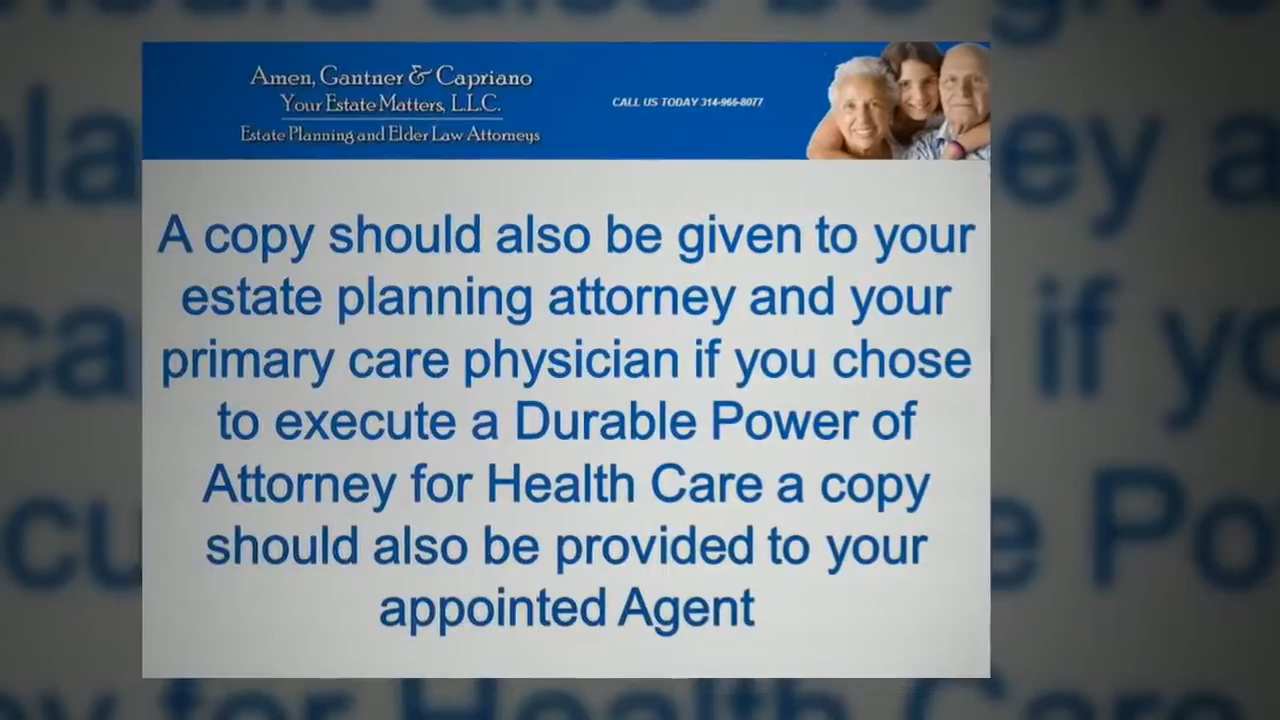 Amen, Gantner & Capriano
Your Estate Matters, L.L.C.
Estate Planning and Elder Law Attorneys
CALL US TODAY 314-966-8077
A copy should also be given to your
estate planning attorney and your
primary care physician if you chose
to execute a Durable Power of
Attorney for Health Care a copy
should also be provided to your
appointed Agent